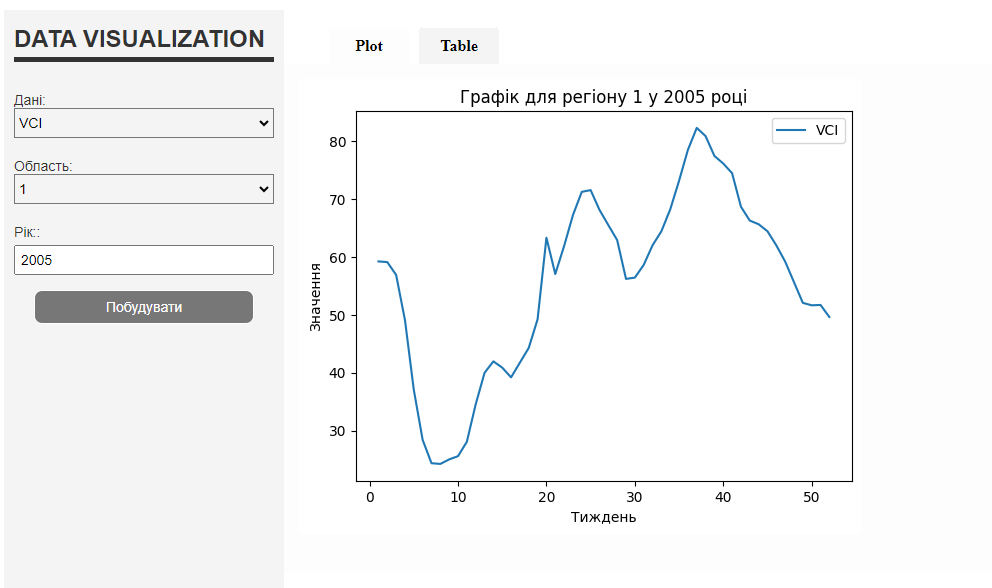 DATA VISUALIZATION
Дані:
VCI
Область:
1
Рік::
2005
Побудувати
Plot
Table
Графік для регіону 1 у 2005 році
VCI
Значення
80
70
60
50
40
30
0 10 20 30 40 50
Тиждень